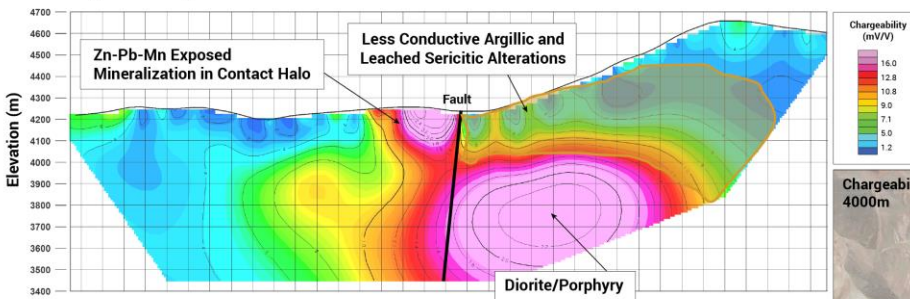 4700
4600
4500
4400
4300
4200
4100
4000
3900
3800
3700
3600
3500
3400
Elevation (m)
Zn-Pb-Mn Exposed
Mineralization in Contact Halo
Less Conductive Argillic and
Leached Sericitic Alterations
Fault
Diorite/Porphyry
Chargeability
(mV/V)
16.0
12.8
10.8
9.0
7.1
5.0
1.2
Chargeabi
4000m